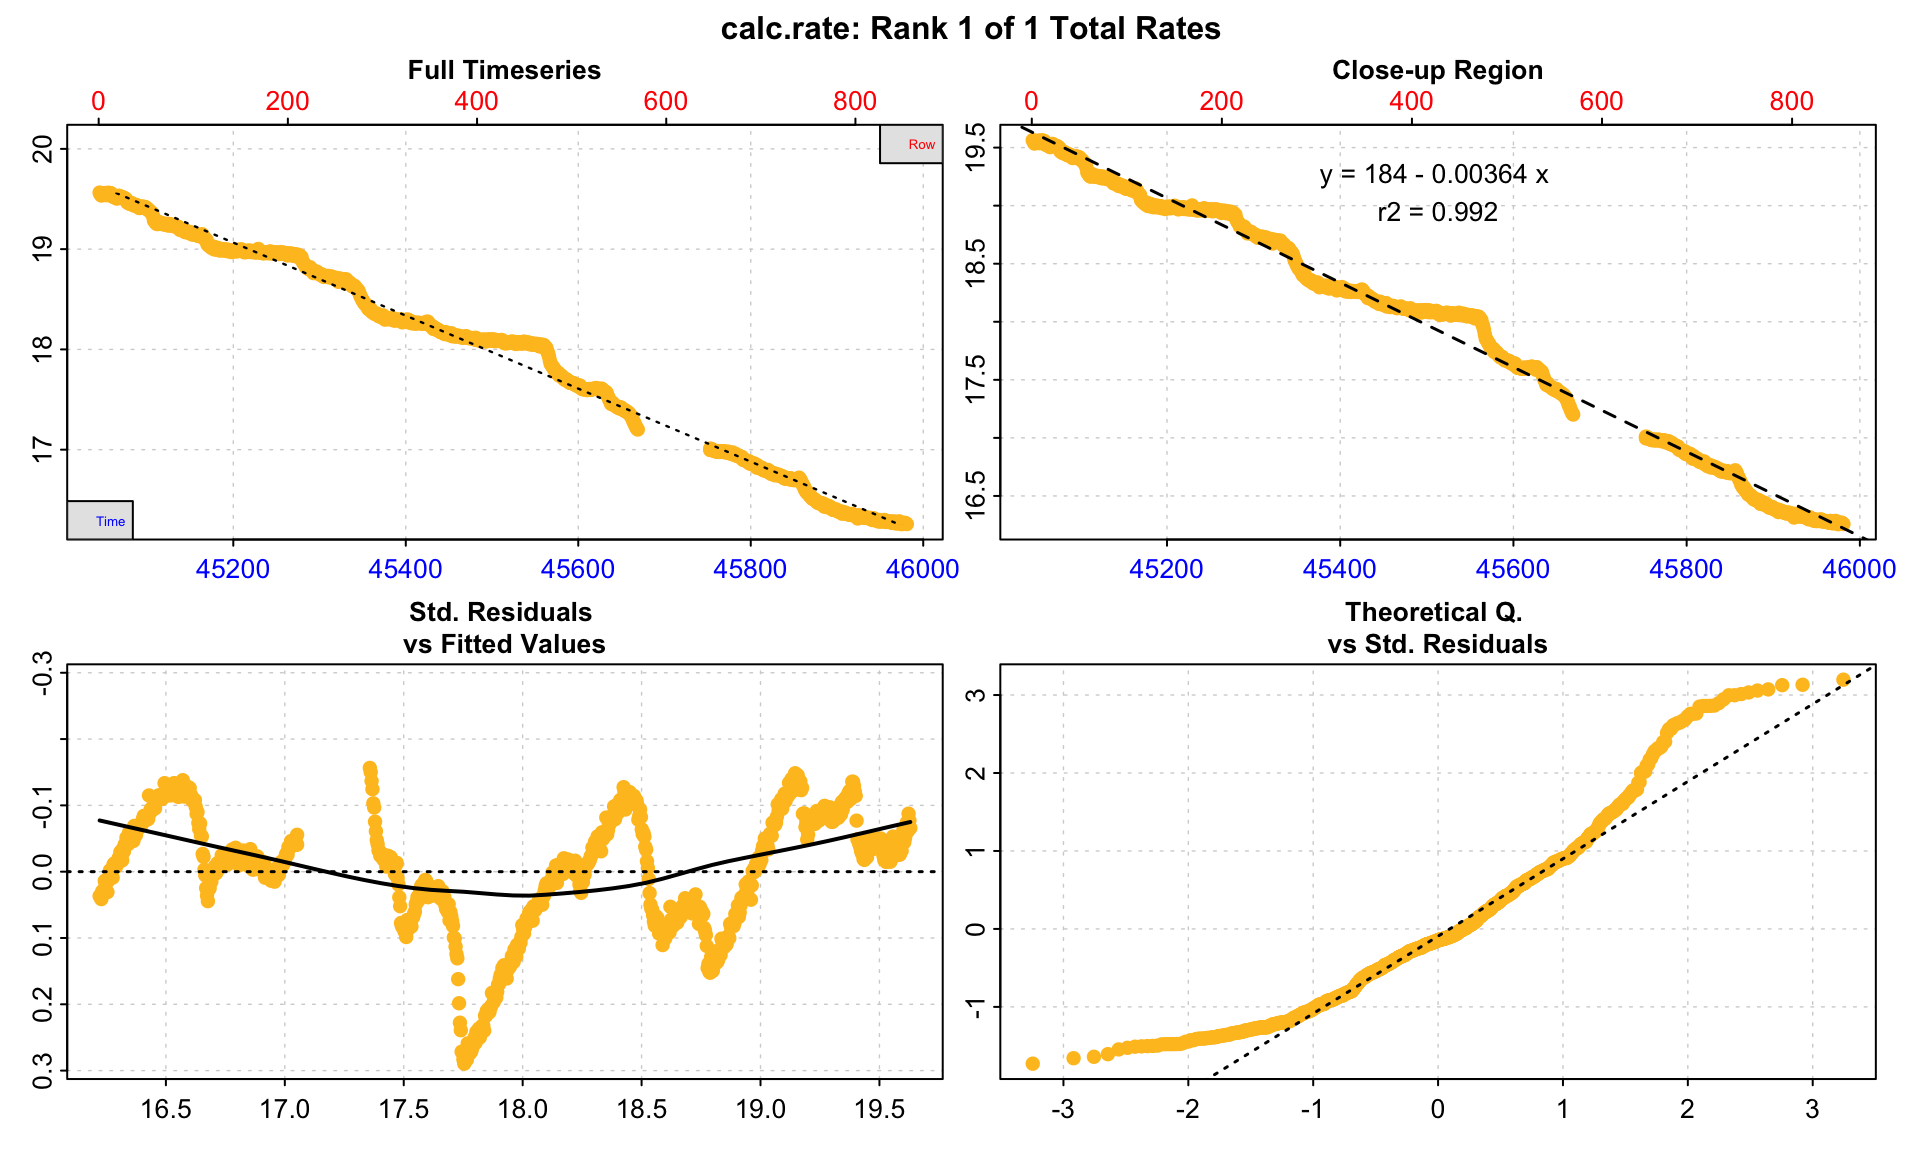 calc.rate: Rank 1 of 1 Total Rates
Full Timeseries
0 200 400 600 800
20
19
18
17
Row
Time
45200 45400 45600 45800 46000
Close-up Region
0 200 400 600 800
19.5
18.5
17.5
16.5
y = 184 - 0.00364 x
r2 = 0.992
45200 45400 45600 45800 46000
Std. Residuals
vs Fitted Values
-0.3
-0.1
0.0
0.1
0.2
0.3
16.5 17.0 17.5 18.0 18.5 19.0 19.5
Theoretical Q.
vs Std. Residuals
3
2
1
0
-1
-3 -2 -1 0 1 2 3